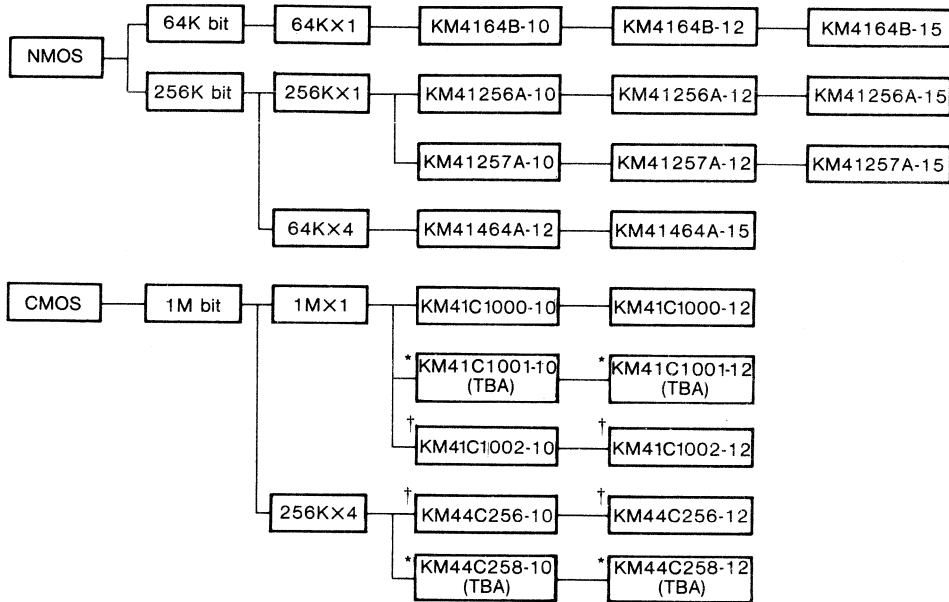 64K bit
64K×1
KM4164B-10
KM4164B-12
KM4164B-15
NMOS
256K bit
256K×1
KM41256A-10
KM41256A-12
KM41256A-15
KM41257A-10
KM41257A-12
KM41257A-15
64K×4
KM41464A-12
KM41464A-15
CMOS
1M bit
1M×1
KM41C1000-10
KM41C1000-12
*
KM41C1001-10
(TBA)
*
KM41C1001-12
(TBA)
†
KM41C1002-10
†
KM41C1002-12
256K×4
†
KM44C256-10
†
KM44C256-12
*
KM44C258-10
(TBA)
*
KM44C258-12
(TBA)